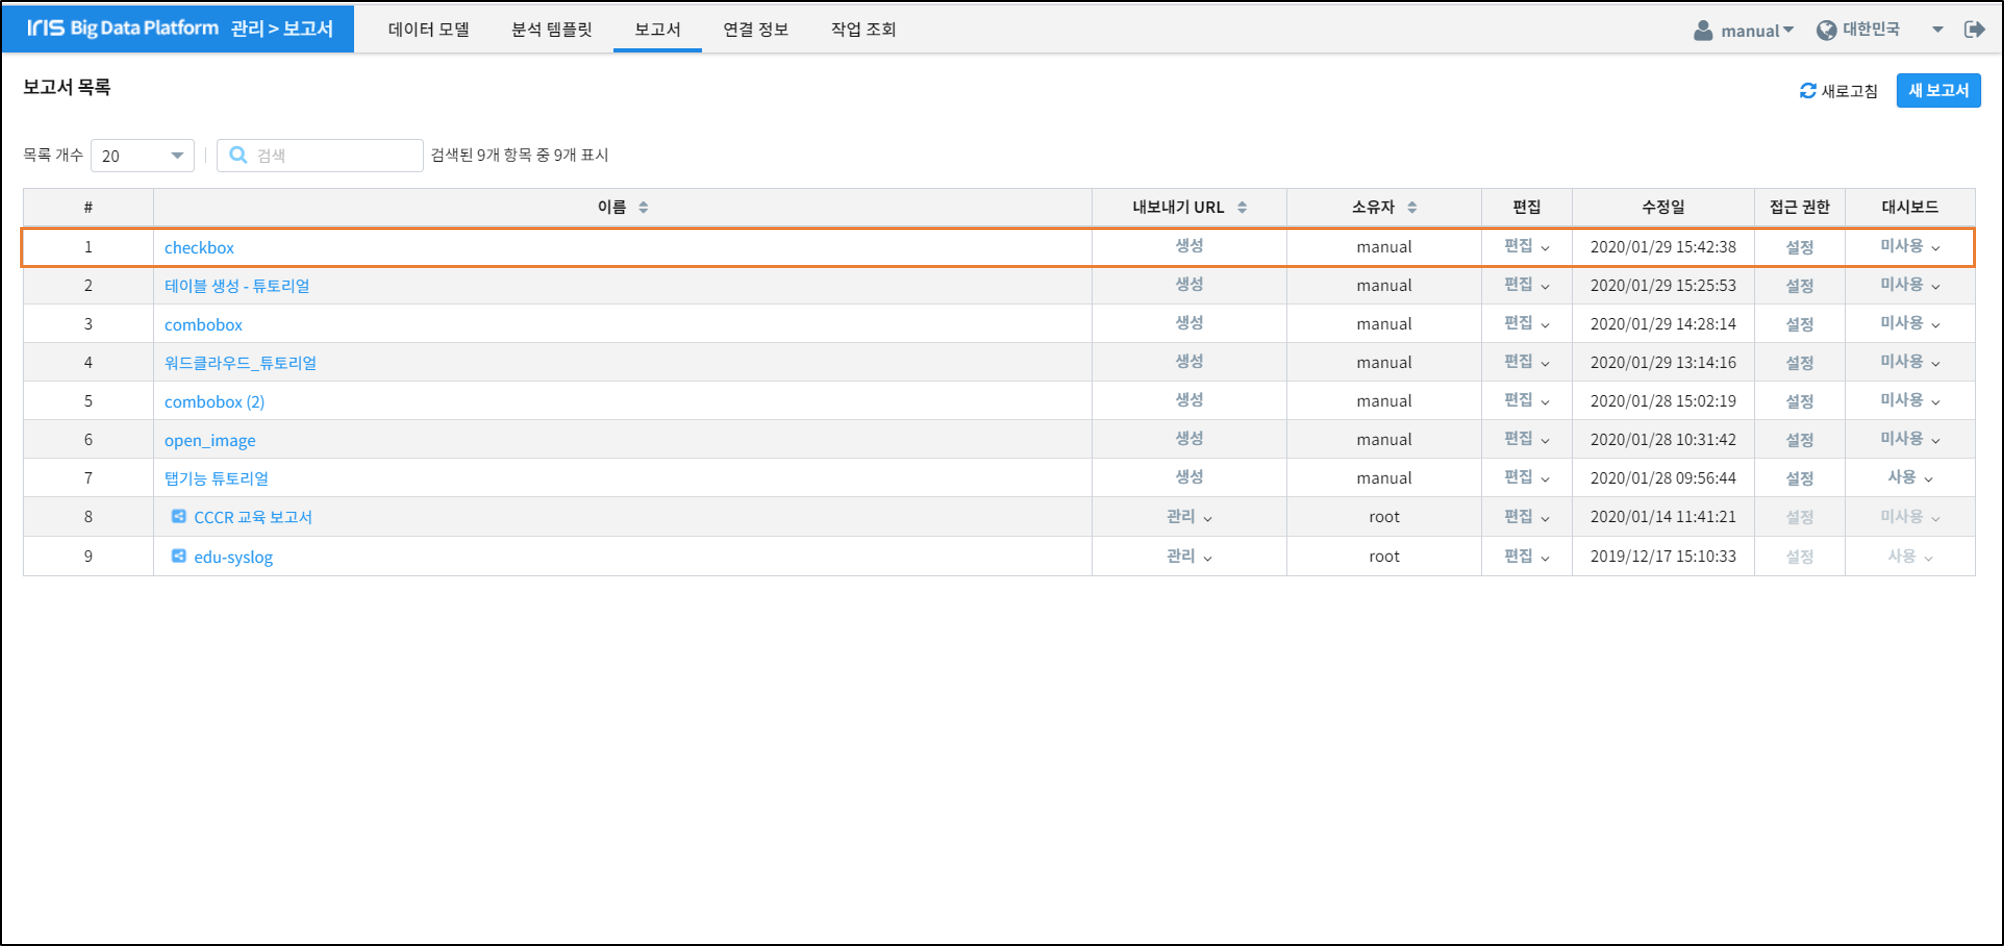 IRIS Big Data Platform 관리 > 보고서 데이터 모델 분석 템플릿 보고서 연결 정보 작업 조회 manual 대한민국
보고서 목록 새로고침 새 보고서
목록 개수 20 검색 검색된 9개 항목 중 9개 표시
# 이름 내보내기 URL 소유자 편집 수정일 접근 권한 대시보드
1 checkbox 생성 manual 편집 2020/01/29 15:42:38 설정 미사용
2 테이블 생성 - 튜토리얼 생성 manual 편집 2020/01/29 15:25:53 설정 미사용
3 combobox 생성 manual 편집 2020/01/29 14:28:14 설정 미사용
4 워드클라우드_튜토리얼 생성 manual 편집 2020/01/29 13:14:16 설정 미사용
5 combobox (2) 생성 manual 편집 2020/01/28 15:02:19 설정 미사용
6 open_image 생성 manual 편집 2020/01/28 10:31:42 설정 미사용
7 탭기능 튜토리얼 생성 manual 편집 2020/01/28 09:56:44 설정 사용
8 CCCR 교육 보고서 관리 root 편집 2020/01/14 11:41:21 설정 미사용
9 edu-syslog 관리 root 편집 2019/12/17 15:10:33 설정 사용